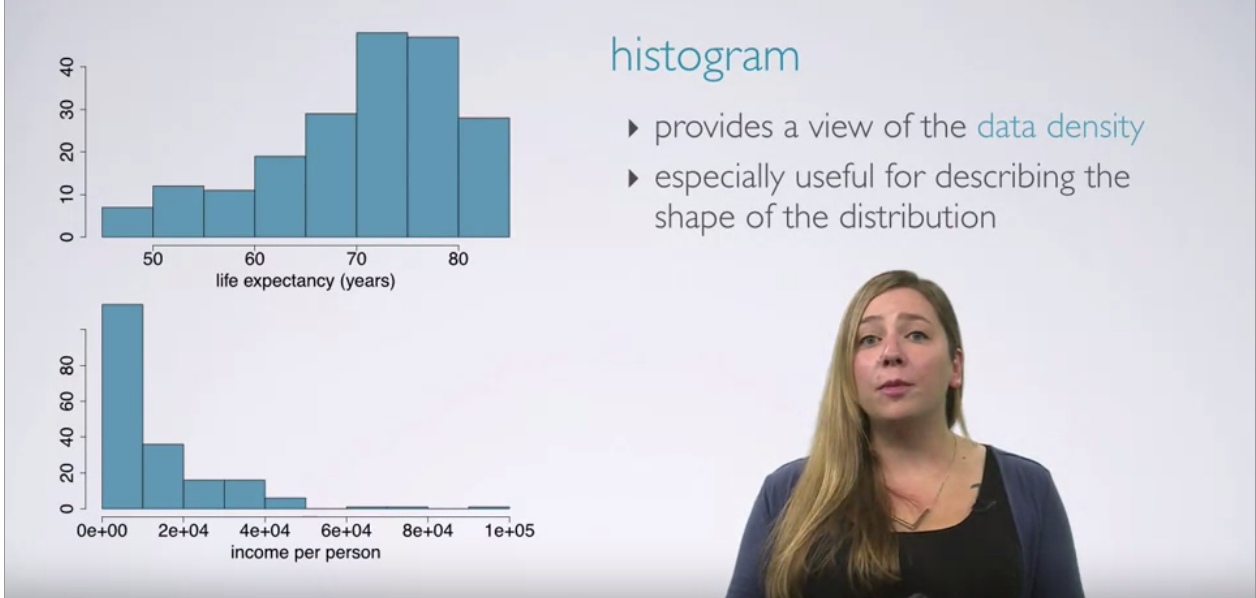 histogram
▸ provides a view of the data density
▸ especially useful for describing the
shape of the distribution
40
30
20
10
0
50 60 70 80
life expectancy (years)
80
60
40
20
0
0e+00 2e+04 4e+04 6e+04 8e+04 1e+05
income per person